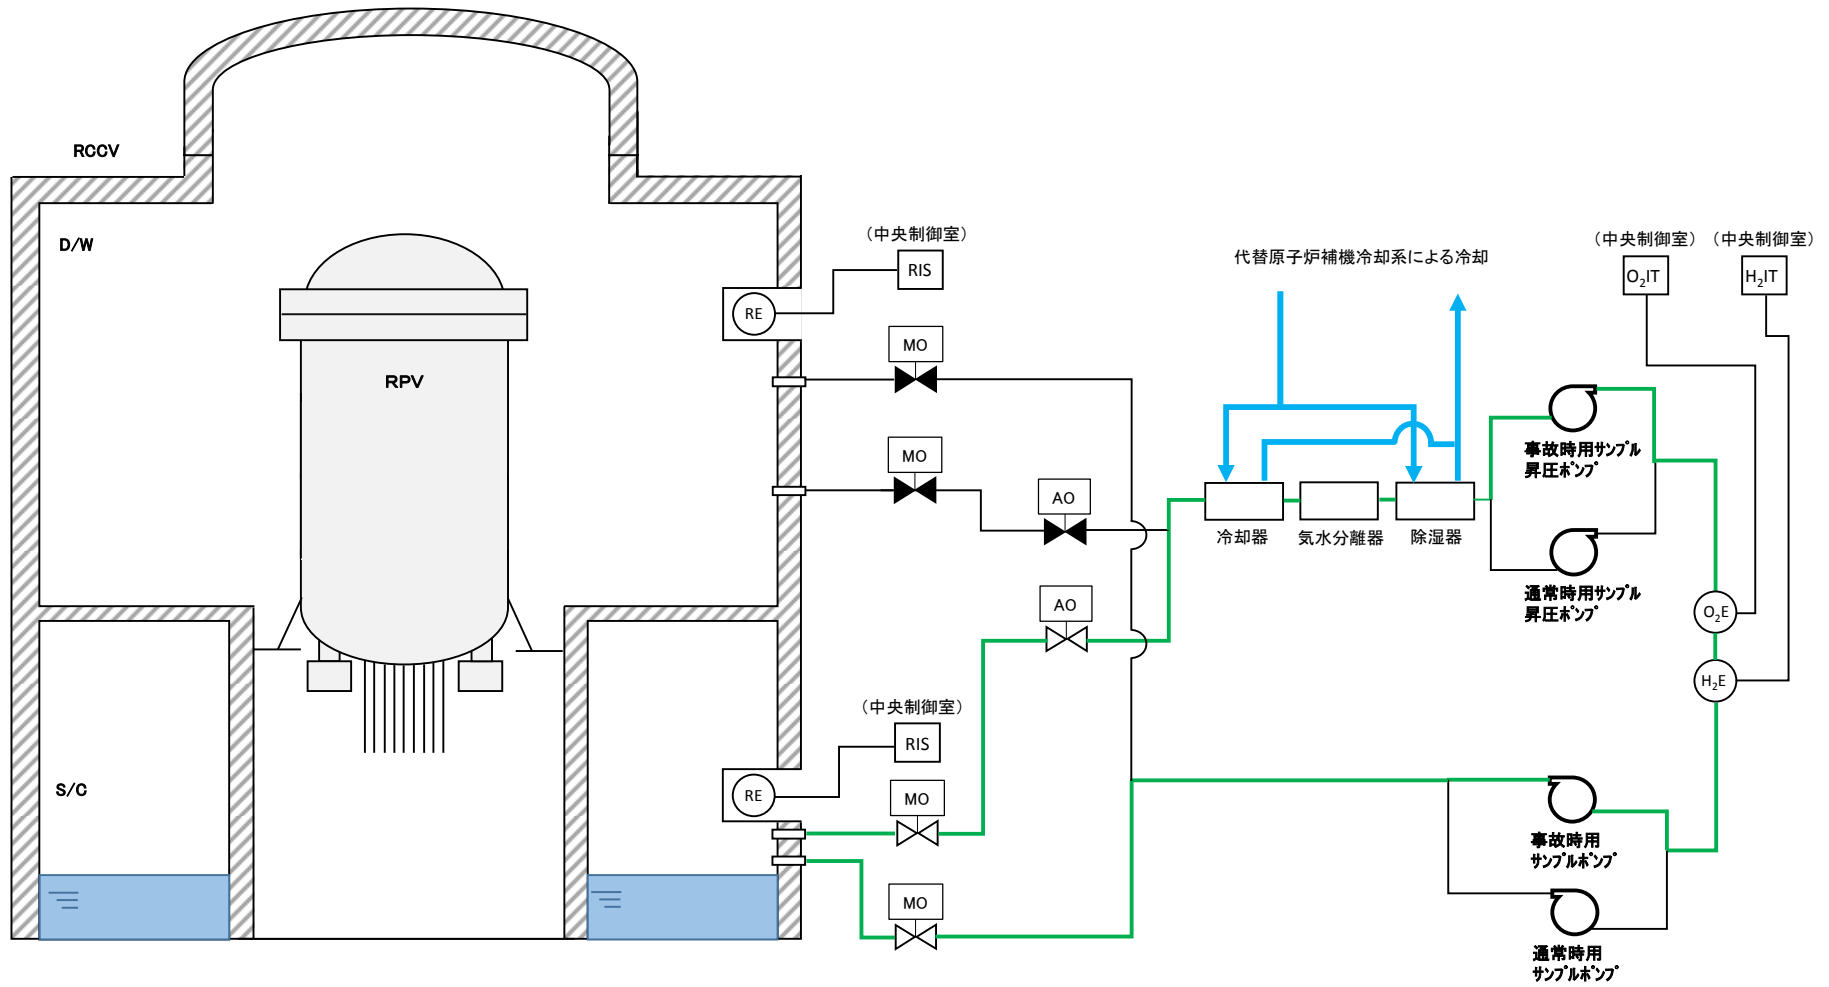 RCCV
D/W
RPV
S/C
(中央制御室)
RIS
RE
MO
MO
AO
AO
(中央制御室)
RIS
RE
MO
MO
代替原子炉補機冷却系による冷却
冷却器
気水分離器
除湿器
事故時用サンプル
昇圧ポンプ
通常時用サンプル
昇圧ポンプ
(中央制御室)
(中央制御室)
O₂IT
H₂IT
O₂E
H₂E
事故時用
サンプルポンプ
通常時用
サンプルポンプ